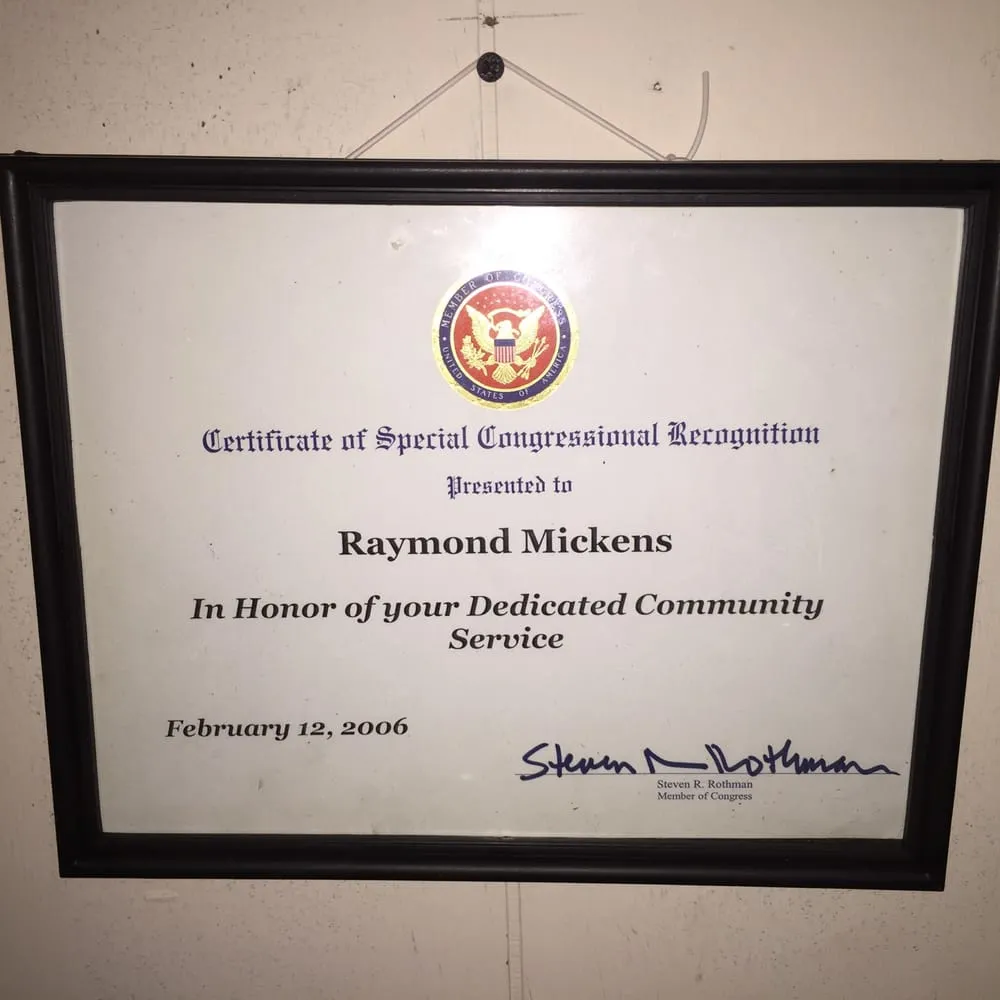 MEMBER OF CONGRESS
UNITED STATES OF AMERICA
Certificate of Special Congressional Recognition
Presented to
Raymond Mickens
In Honor of your Dedicated Community
Service
February 12, 2006
Steven R Rothman
Steven R. Rothman
Member of Congress